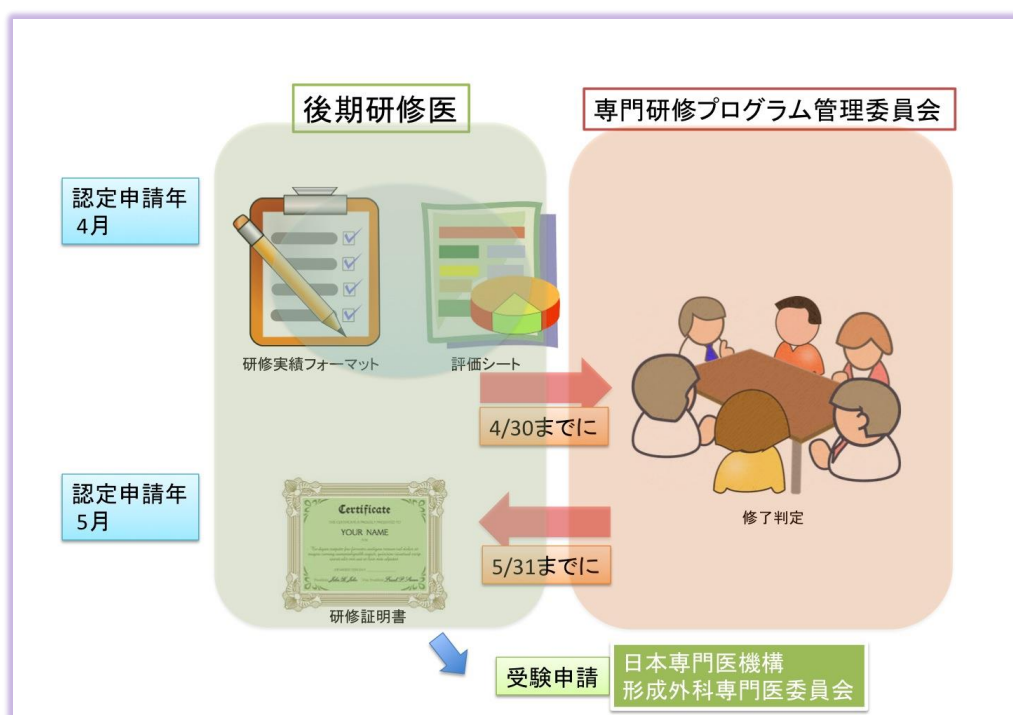 後期研修医
専門研修プログラム管理委員会
認定申請年
4月
研修実績フォーマット
評価シート
4/30までに
修了判定
認定申請年
5月
Certificate
YOUR NAME
5/31までに
研修証明書
受験申請
日本専門医機構
形成外科専門医委員会